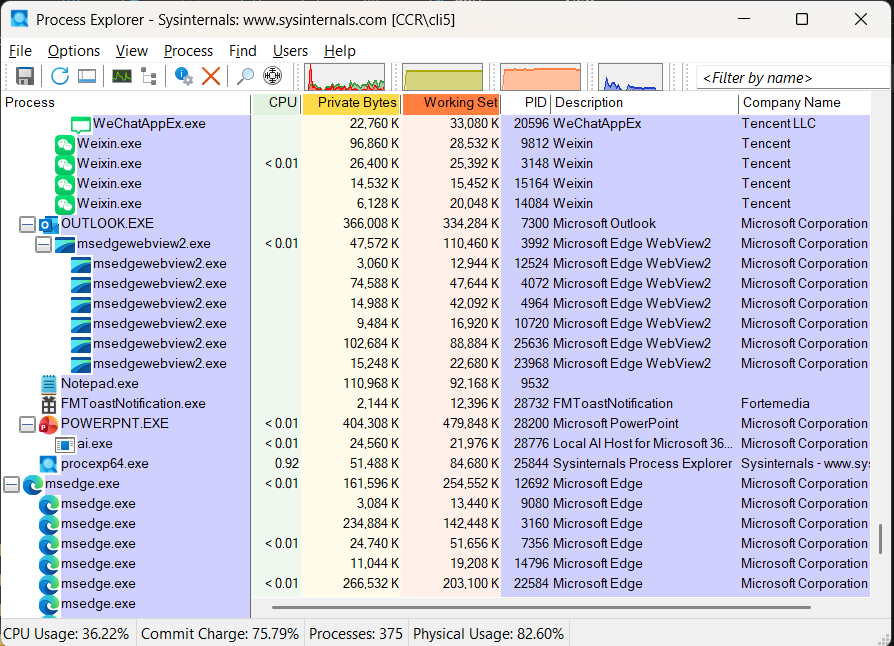 Process Explorer - Sysinternals: www.sysinternals.com [CCR\cli5]
File Options View Process Find Users Help
<Filter by name>
Process CPU Private Bytes Working Set PID Description Company Name
WeChatAppEx.exe 22,760 K 33,080 K 20596 WeChatAppEx Tencent LLC
Weixin.exe 96,860 K 28,532 K 9812 Weixin Tencent
Weixin.exe < 0.01 26,400 K 25,392 K 3148 Weixin Tencent
Weixin.exe 14,532 K 15,452 K 15164 Weixin Tencent
Weixin.exe 6,128 K 20,048 K 14084 Weixin Tencent
OUTLOOK.EXE 366,008 K 334,284 K 7300 Microsoft Outlook Microsoft Corporation
msedgewebview2.exe < 0.01 47,572 K 110,460 K 3992 Microsoft Edge WebView2 Microsoft Corporation
msedgewebview2.exe 3,060 K 12,944 K 12524 Microsoft Edge WebView2 Microsoft Corporation
msedgewebview2.exe 74,588 K 47,644 K 4072 Microsoft Edge WebView2 Microsoft Corporation
msedgewebview2.exe 14,988 K 42,092 K 4964 Microsoft Edge WebView2 Microsoft Corporation
msedgewebview2.exe 9,484 K 16,920 K 10720 Microsoft Edge WebView2 Microsoft Corporation
msedgewebview2.exe 102,684 K 88,884 K 25636 Microsoft Edge WebView2 Microsoft Corporation
msedgewebview2.exe 15,248 K 22,680 K 23968 Microsoft Edge WebView2 Microsoft Corporation
Notepad.exe 110,968 K 92,168 K 9532
FMToastNotification.exe 2,144 K 12,396 K 28732 FMToastNotification Fortemedia
POWERPNT.EXE < 0.01 404,308 K 479,848 K 28200 Microsoft PowerPoint Microsoft Corporation
ai.exe < 0.01 24,560 K 21,976 K 28776 Local AI Host for Microsoft 36... Microsoft Corporation
procexp64.exe 0.92 51,488 K 84,680 K 25844 Sysinternals Process Explorer Sysinternals - www.sys
msedge.exe < 0.01 161,596 K 254,552 K 12692 Microsoft Edge Microsoft Corporation
msedge.exe 3,084 K 13,440 K 9080 Microsoft Edge Microsoft Corporation
msedge.exe 234,884 K 142,448 K 3160 Microsoft Edge Microsoft Corporation
msedge.exe < 0.01 24,740 K 51,656 K 7356 Microsoft Edge Microsoft Corporation
msedge.exe 11,044 K 19,208 K 14796 Microsoft Edge Microsoft Corporation
msedge.exe < 0.01 266,532 K 203,100 K 22584 Microsoft Edge Microsoft Corporation
msedge.exe
CPU Usage: 36.22% Commit Charge: 75.79% Processes: 375 Physical Usage: 82.60%